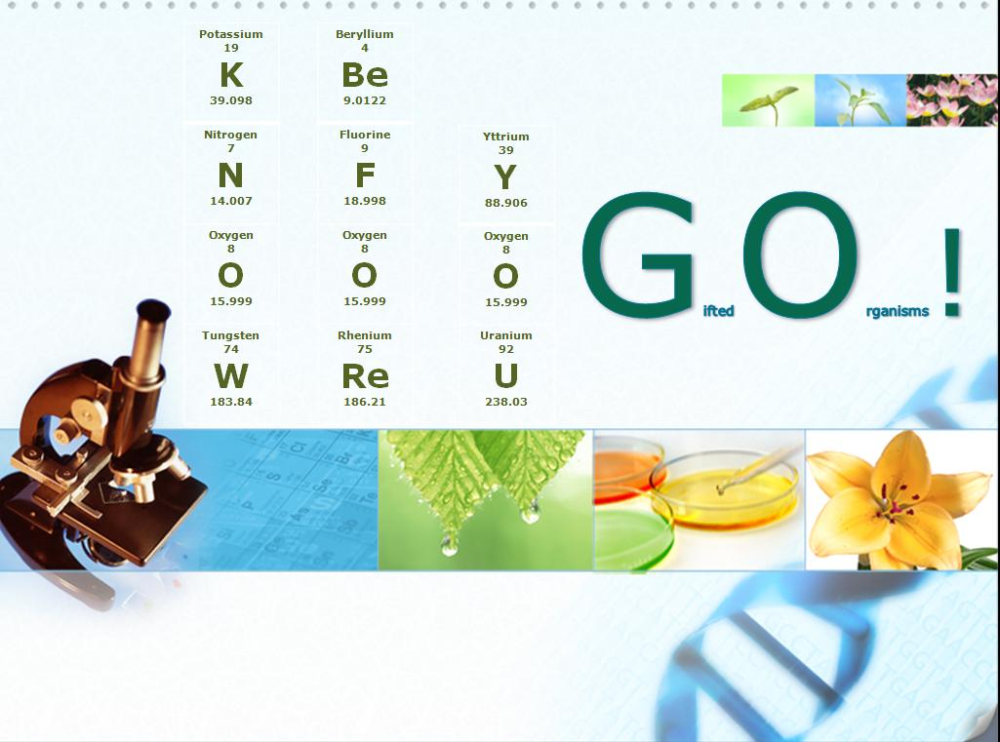 Potassium
19
K
39.098
Nitrogen
7
N
14.007
Oxygen
8
O
15.999
Tungsten
74
W
183.84
Beryllium
4
Be
9.0122
Fluorine
9
F
18.998
Oxygen
8
O
15.999
Rhenium
75
Re
186.21
Yttrium
39
Y
88.906
Oxygen
8
O
15.999
Uranium
92
U
238.03
Gifted Organisms !